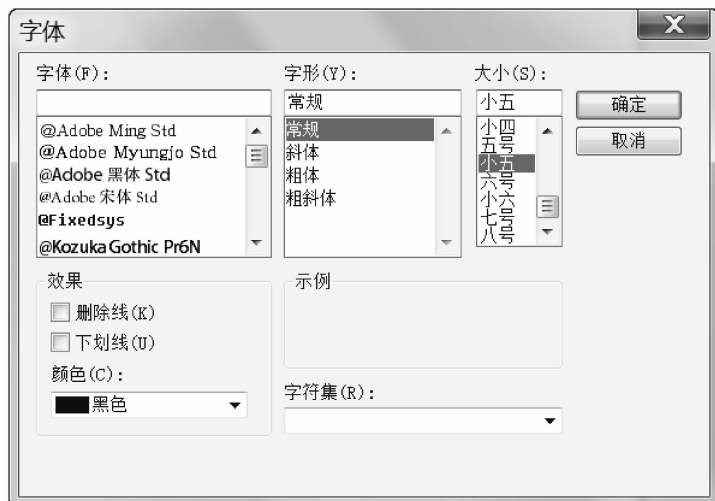 字体
字体(F):
@Adobe Ming Std
@Adobe Myungjo Std
@Adobe 黑体 Std
@Adobe 宋体 Std
@Fixedsys
@Kozuka Gothic Pr6N
字形(Y):
常规
常规
斜体
粗体
粗斜体
大小(S):
小五
小四
五号
小五
六号
小六
七号
八号
确定
取消
效果
删除线(K)
下划线(U)
颜色(C):
黑色
示例
字符集(R):